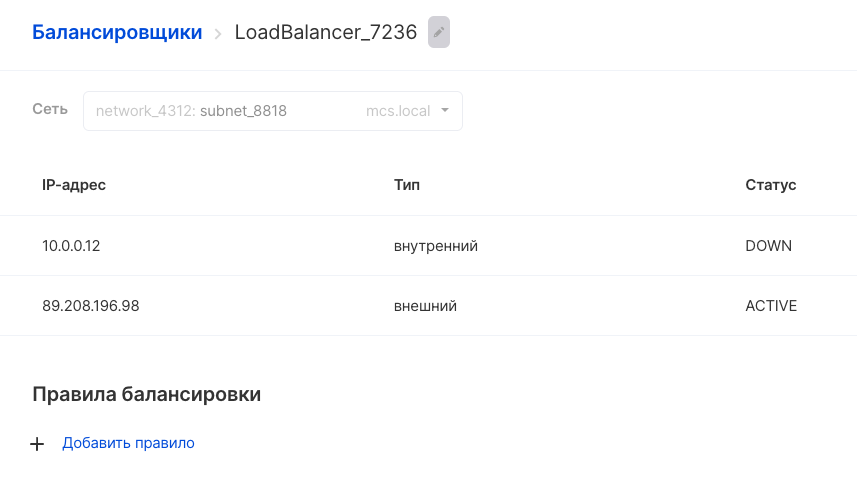 Балансировщики > LoadBalancer_7236
Сеть network_4312: subnet_8818 mcs.local
IP-адрес Тип Статус
10.0.0.12 внутренний DOWN
89.208.196.98 внешний ACTIVE
Правила балансировки
+ Добавить правило